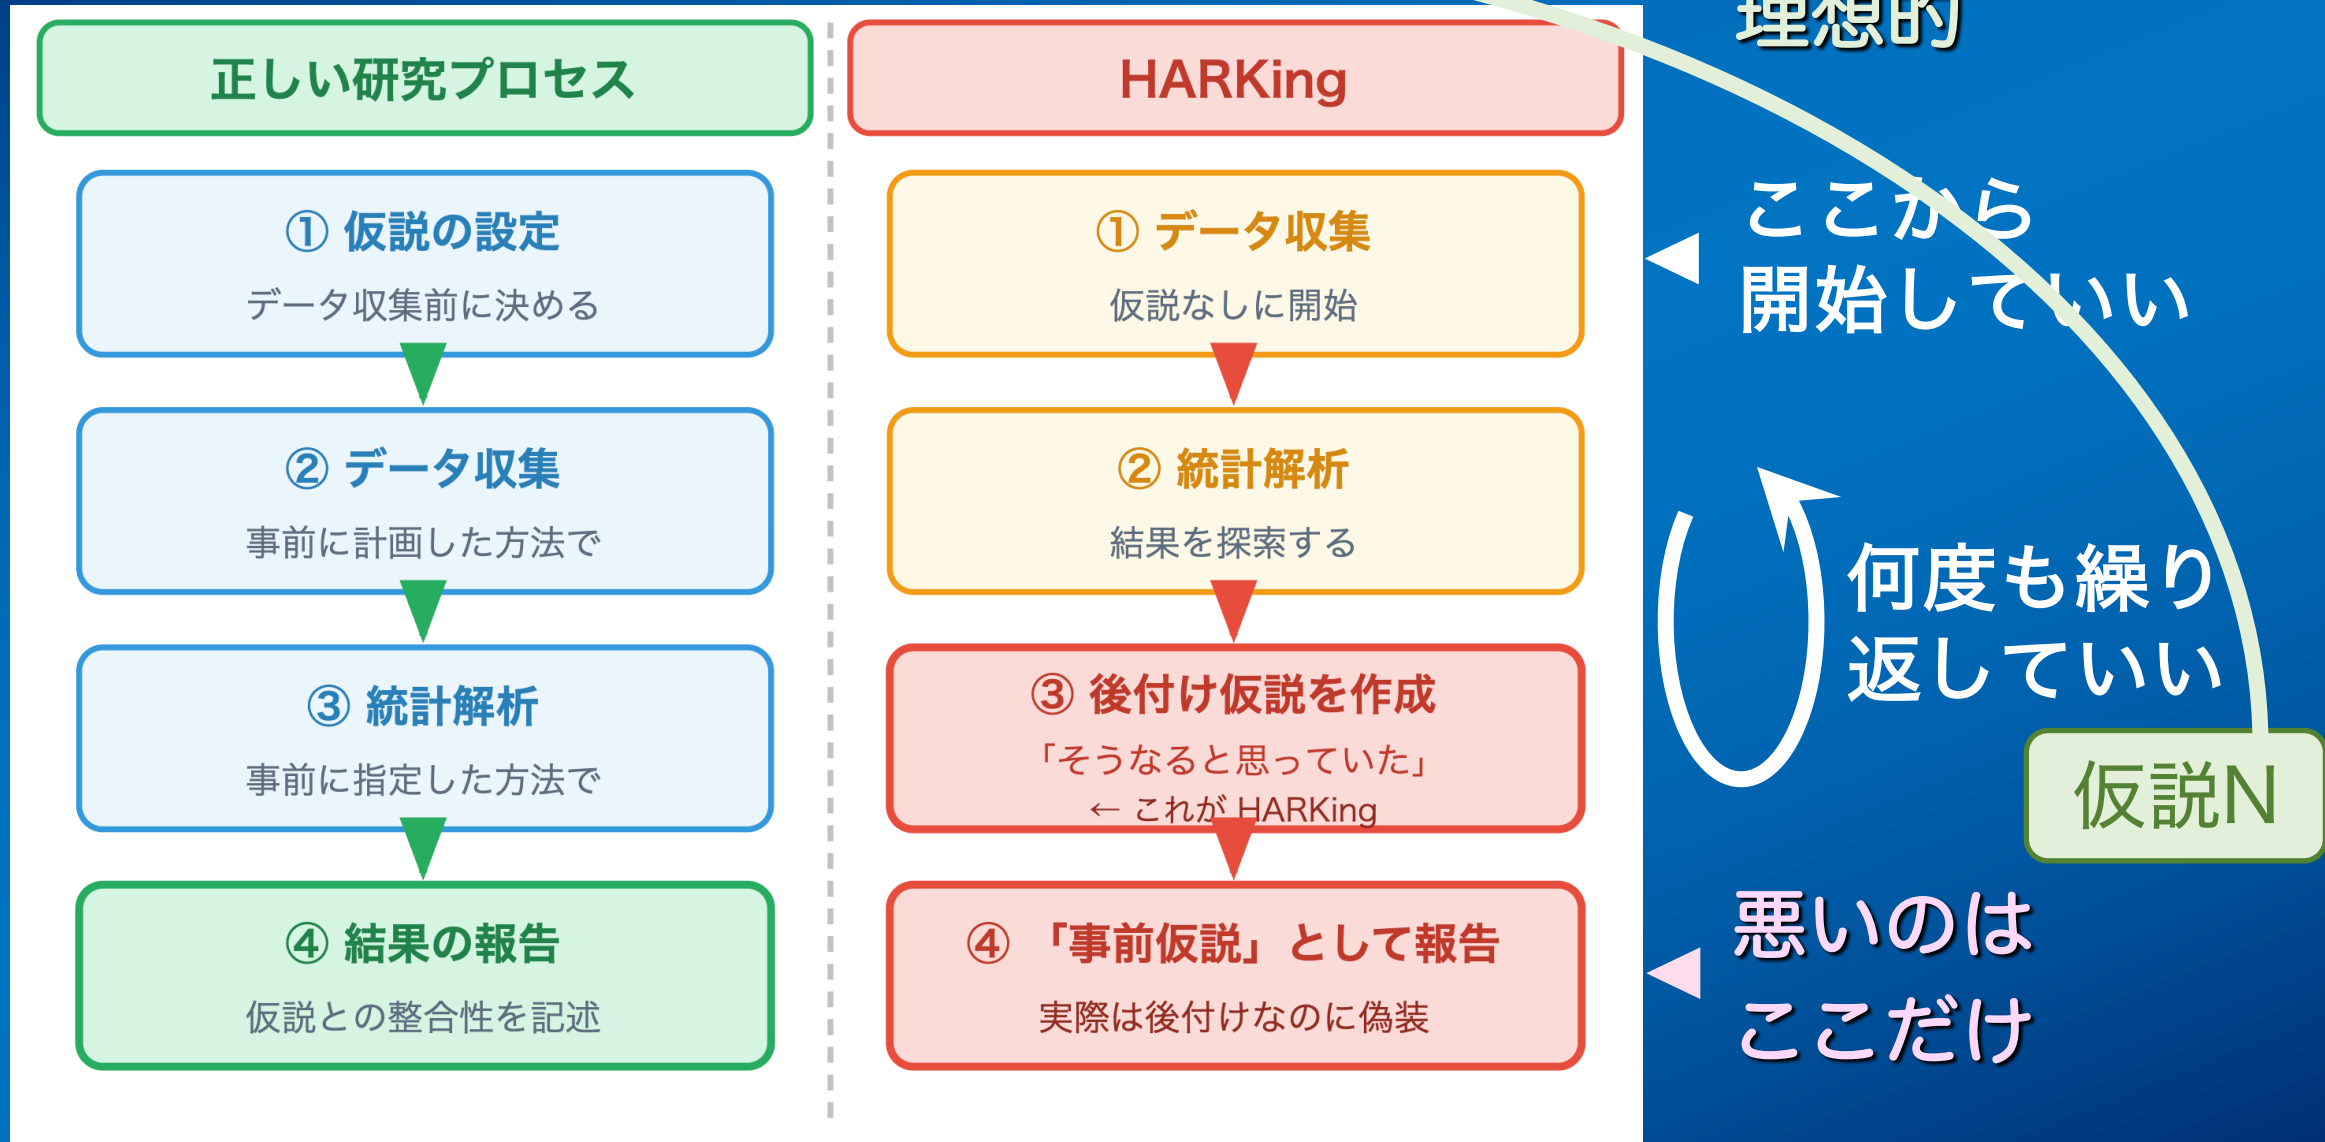 正しい研究プロセス
① 仮説の設定
データ収集前に決める
② データ収集
事前に計画した方法で
③ 統計解析
事前に指定した方法で
④ 結果の報告
仮説との整合性を記述
HARKing
① データ収集
仮説なしに開始
② 統計解析
結果を探索する
③ 後付け仮説を作成
「そうなると思っていた」
← これが HARKing
④ 「事前仮説」として報告
実際は後付けなのに偽装
理想的
ここから
開始していい
何度も繰り
返していい
仮説N
悪いのは
ここだけ